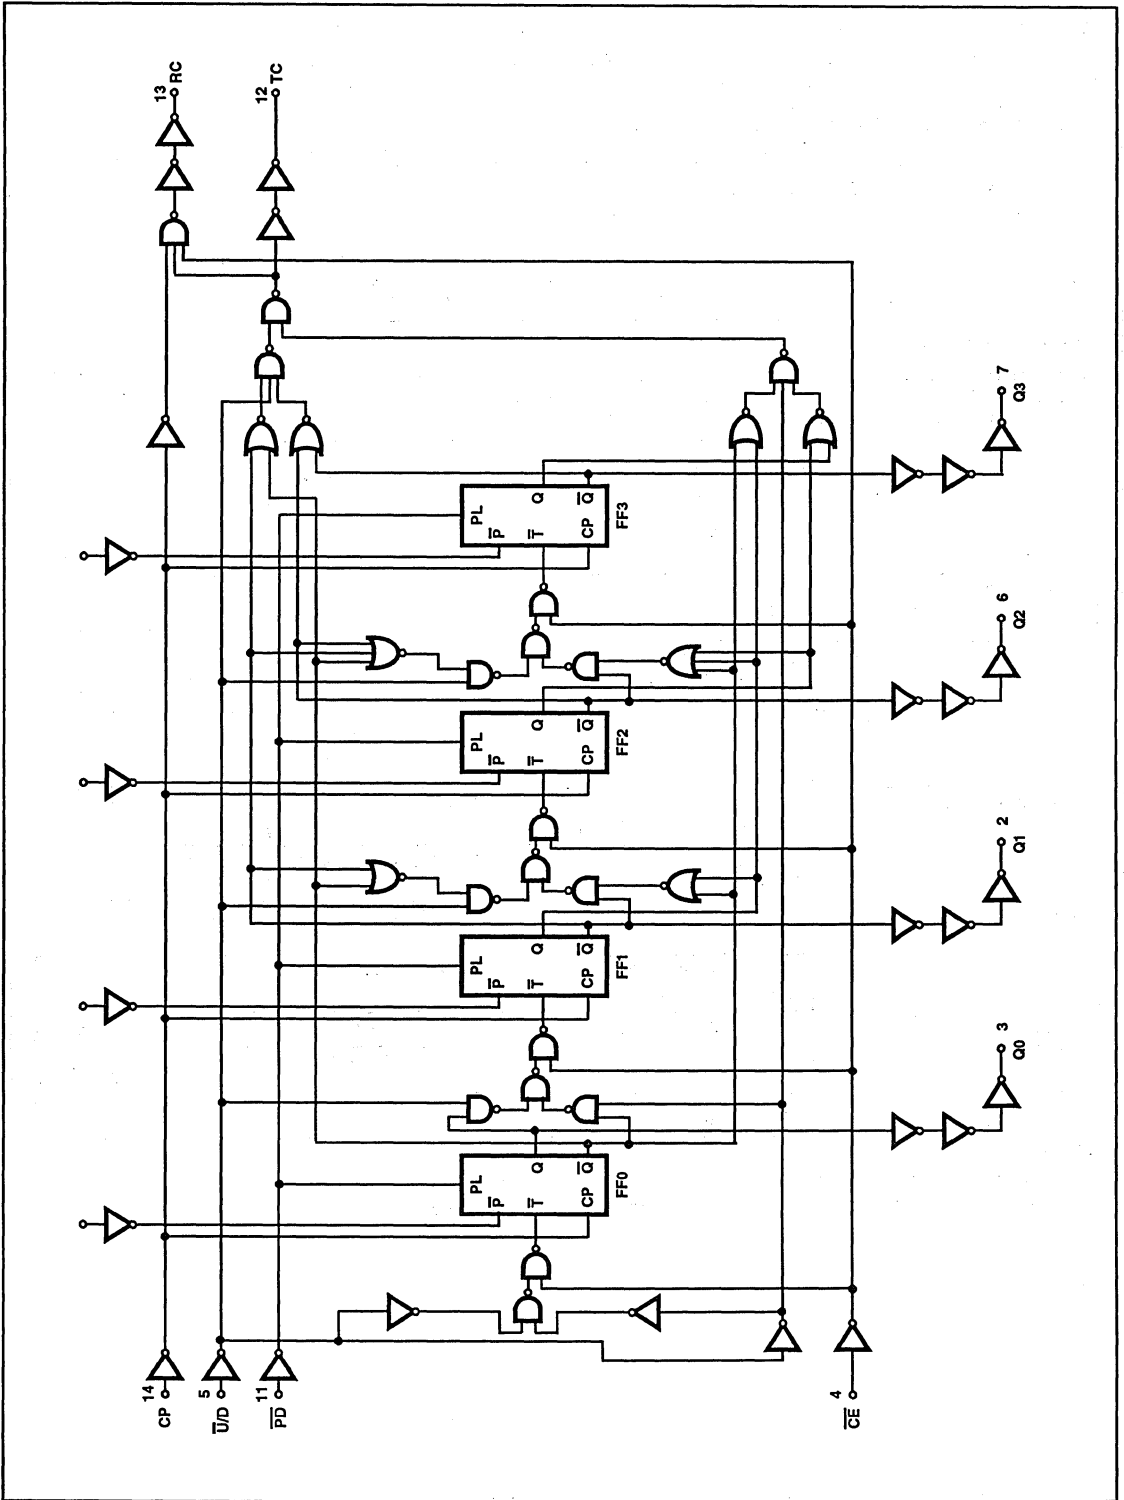 13 RC
12 TC
Q3 7
PL P̅ T̅ CP Q Q̅ FF3
Q2 6
PL P̅ T̅ CP Q Q̅ FF2
Q1 2
PL P̅ T̅ CP Q Q̅ FF1
Q0 3
PL P̅ T̅ CP Q Q̅ FF0
CP 14
U̅/D 5
P̅D̅ 11
C̅E̅ 4